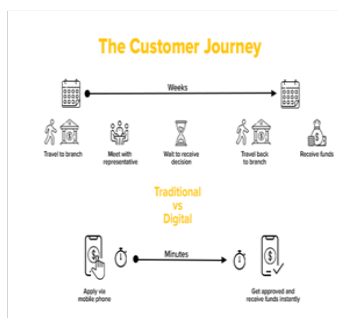 The Customer Journey
Weeks
Travel to branch
Meet with
representative
Wait to receive
decision
Travel back
to branch
Receive funds
Traditional
vs
Digital
Minutes
Apply via
mobile phone
Get approved and
receive funds instantly